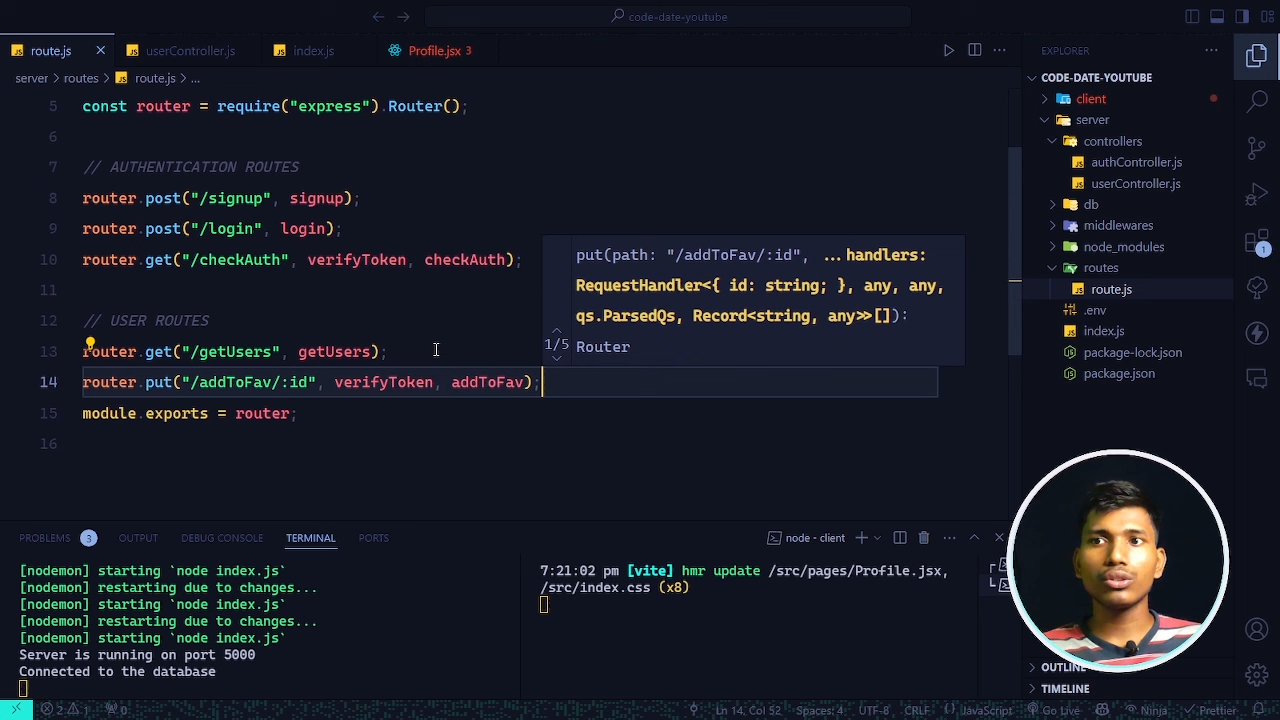 code-date-youtube
route.js
userController.js
index.js
Profile.jsx 3
EXPLORER
server > routes > route.js > ...
CODE-DATE-YOUTUBE
client
server
controllers
authController.js
userController.js
db
middlewares
node_modules
1
routes
route.js
.env
index.js
package-lock.json
package.json
5 const router = require("express").Router();
6
7 // AUTHENTICATION ROUTES
8 router.post("/signup", signup);
9 router.post("/login", login);
10 router.get("/checkAuth", verifyToken, checkAuth);
11
12 // USER ROUTES
13 router.get("/getUsers", getUsers);
14 router.put("/addToFav/:id", verifyToken, addToFav);
15 module.exports = router;
16
put(path: "/addToFav/:id", ...handlers:
RequestHandler<{ id: string; }, any, any,
qs.ParsedQs, Record<string, any>>[]):
1/5 Router
PROBLEMS 3 OUTPUT DEBUG CONSOLE TERMINAL PORTS
node - client
[nodemon] starting `node index.js`
[nodemon] restarting due to changes...
[nodemon] starting `node index.js`
[nodemon] restarting due to changes...
[nodemon] starting `node index.js`
Server is running on port 5000
Connected to the database
7:21:02 pm [vite] hmr update /src/pages/Profile.jsx,
/src/index.css (x8)
OUTLINE
TIMELINE
2 1 0
Ln 14, Col 52 Spaces: 4 UTF-8 CRLF {} JavaScript Go Live Ninja Prettier